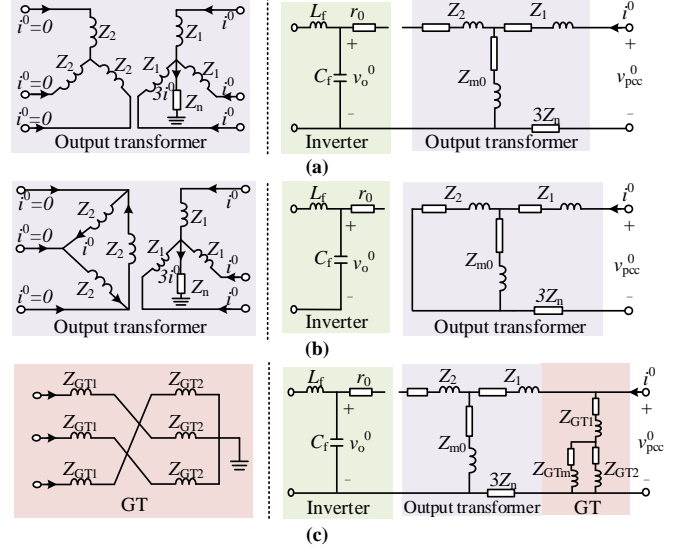 i⁰=0
Z₂
Z₁
i⁰
i⁰=0
Z₂
Z₂
Z₁
3i⁰
Z₁
Zₙ
i⁰
i⁰=0
i⁰
Output transformer
L_f
r₀
+
C_f
v_o⁰
-
Inverter
Z₂
Z₁
Z_m0
3Zₙ
Output transformer
i⁰
+
v_pcc⁰
-
(a)
i⁰=0
Z₂
Z₁
i⁰
i⁰=0
i⁰
Z₂
Z₁
3i⁰
Z₁
i⁰
Z₂
Zₙ
i⁰=0
i⁰
Output transformer
L_f
r₀
+
C_f
v_o⁰
-
Inverter
Z₂
Z₁
Z_m0
3Zₙ
Output transformer
i⁰
+
v_pcc⁰
-
(b)
Z_GT1
Z_GT2
Z_GT1
Z_GT2
Z_GT1
Z_GT2
GT
L_f
r₀
+
C_f
v_o⁰
-
Inverter
Z₂
Z₁
Z_m0
3Zₙ
Output transformer
Z_GT1
Z_GTm
Z_GT2
GT
i⁰
+
v_pcc⁰
-
(c)